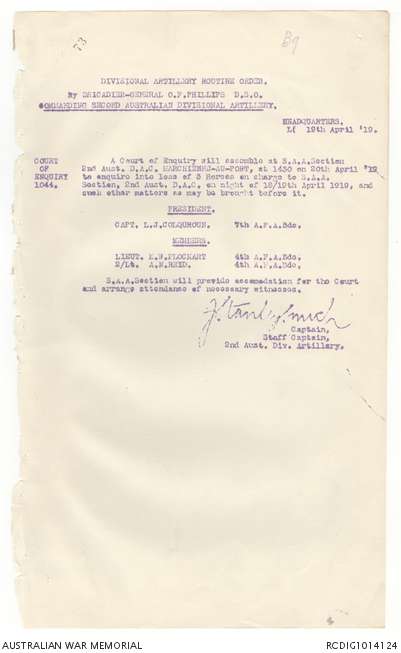 73
B9
DIVISIONAL ARTILLERY ROUTINE ORDER.
By BRIGADIER-GENERAL O.F.PHILLIPS D.S.O.
COMMANDING SECOND AUSTRALIAN DIVISIONAL ARTILLERY.
HEADQUARTERS.
19th April '19.
COURT OF ENQUIRY 1044.
A Court of Enquiry will assemble at S.A.A.Section
2nd Aust. D.A.C. MARCHIENNE-AU-PORT, at 1430 on 20th April '19
to enquire into loss of 3 Horses on charge to S.A.A.
Section, 2nd Aust. D.A.C. on night of 18/19th April 1919, and
such other matters as may be brought before it.
PRESIDENT.
CAPT. L.J.COLQUHOUN. 7th A.F.A.Bde.
MEMBERS.
LIEUT. E.W.FLOCKART 4th A.F.A.Bde.
2/Lt. A.M.REID. 4th A.F.A.Bde.
S.A.A.Section will provide accomodation for the Court
and arrange attendance of necessary witnesses.
Captain,
Staff Captain,
2nd Aust. Div. Artillery.
AUSTRALIAN WAR MEMORIAL
RCDIG1014124